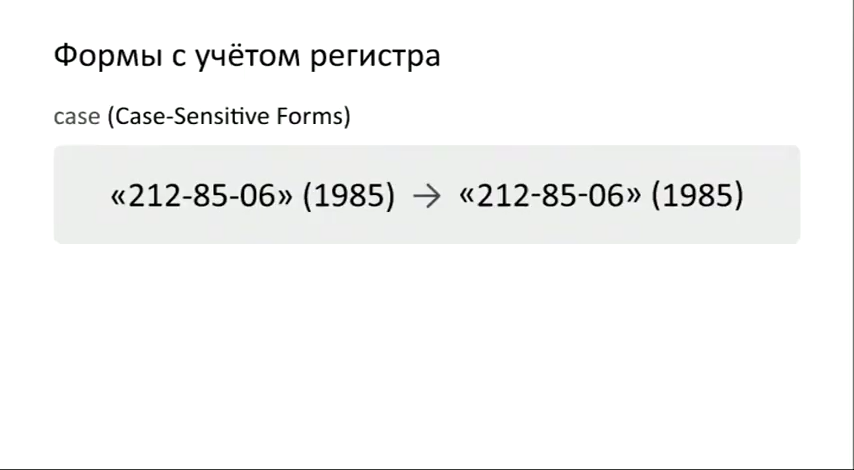 Формы с учётом регистра
case (Case-Sensitive Forms)
«212-85-06» (1985) → «212-85-06» (1985)